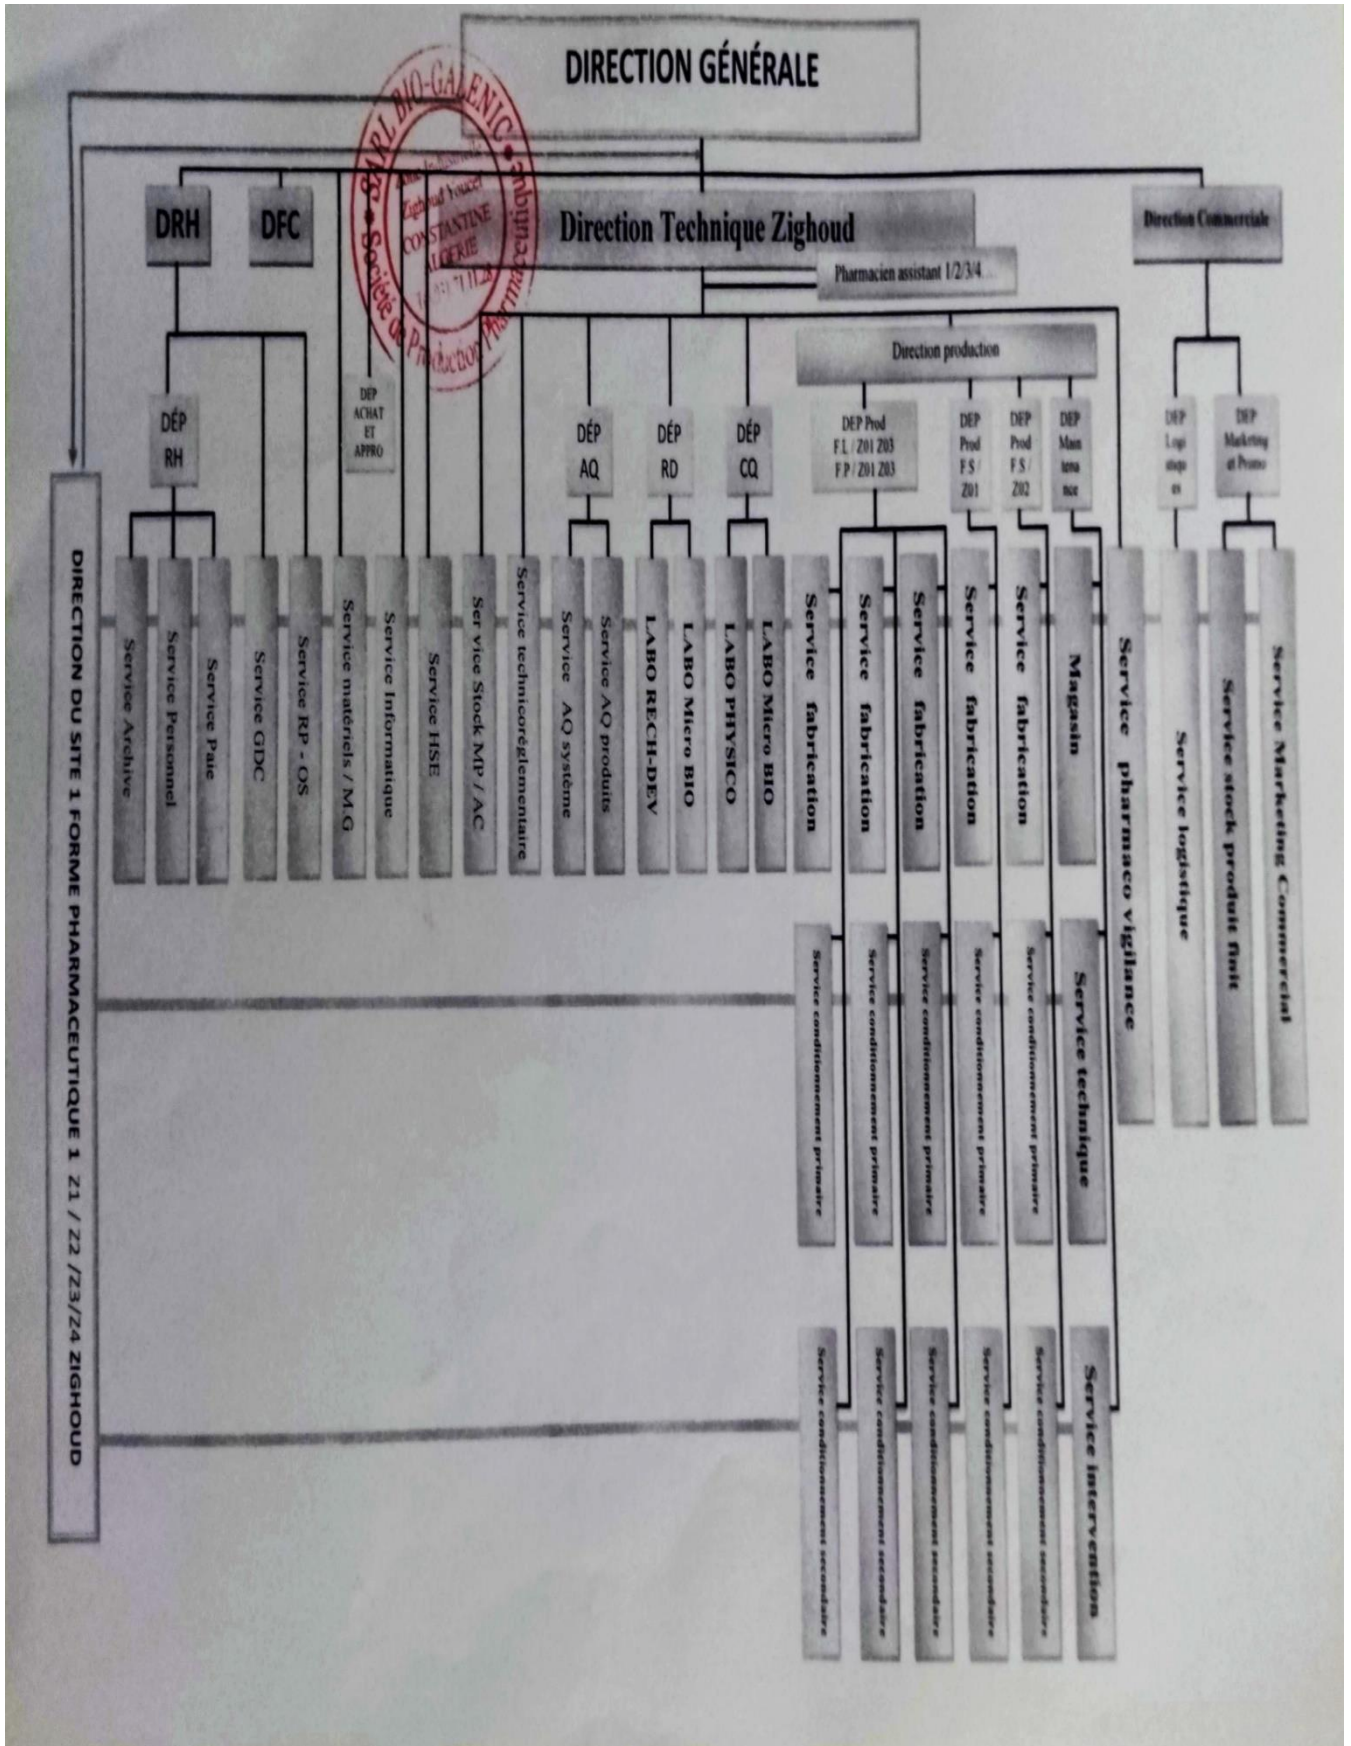 DIRECTION GÉNÉRALE
SARL BIO-GALENIC
Société de Production Pharmaceutique
Zighoud Youcef
CONSTANTINE
ALGERIE
DRH
DFC
Direction Technique Zighoud
Direction Commerciale
Pharmacien assistant 1/2/3/4....
Direction production
DÉP
RH
DEP
ACHAT
ET
APPRO
DÉP
AQ
DÉP
RD
DÉP
CQ
DEP Prod
F L / Z01 Z03
F P / Z01 Z03
DEP
Prod
F S /
Z01
DEP
Prod
F S /
Z02
DEP
Main
tena
nce
DEP
Logi
stiqu
es
DEP
Marketing
et Promo
DIRECTION DU SITE 1 FORME PHARMACEUTIQUE 1 Z1 / Z2 /Z3/Z4 ZIGHOUD
Service Archive
Service Personnel
Service Paie
Service GDC
Service RP - OS
Service matériels / M.G
Service Informatique
Service HSE
Ser vice Stock MP / AC
Service technicoréglementaire
Service AQ système
Service AQ produits
LABO RECH-DEV
LABO Micro BIO
LABO PHYSICO
LABO Micro BIO
Service fabrication
Service fabrication
Service fabrication
Service fabrication
Service fabrication
Magasin
Service pharmaco vigilance
Service logistique
Service stock produit finit
Service Marketing Commercial
Service conditionnement primaire
Service conditionnement primaire
Service conditionnement primaire
Service conditionnement primaire
Service conditionnement primaire
Service technique
Service conditionnement secondaire
Service conditionnement secondaire
Service conditionnement secondaire
Service conditionnement secondaire
Service conditionnement secondaire
Service intervention